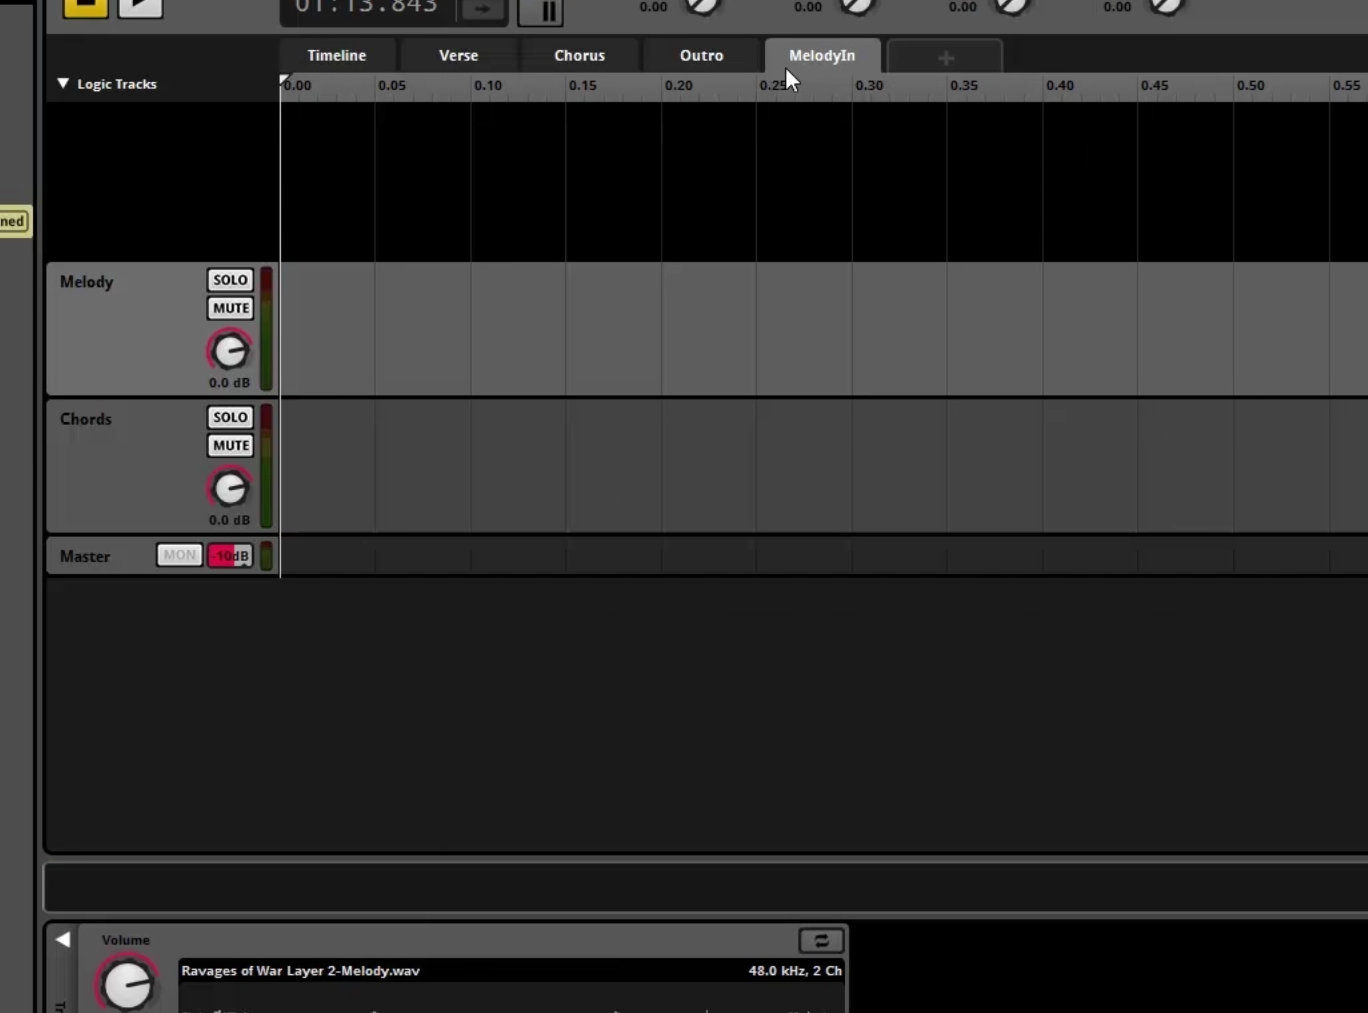 01:13.843
0.00 0.00 0.00 0.00
Timeline Verse Chorus Outro MelodyIn +
Logic Tracks
0.00 0.05 0.10 0.15 0.20 0.25 0.30 0.35 0.40 0.45 0.50 0.55
ned
Melody SOLO
MUTE
0.0 dB
Chords SOLO
MUTE
0.0 dB
Master MON -10dB
Volume
Ravages of War Layer 2-Melody.wav 48.0 kHz, 2 Ch